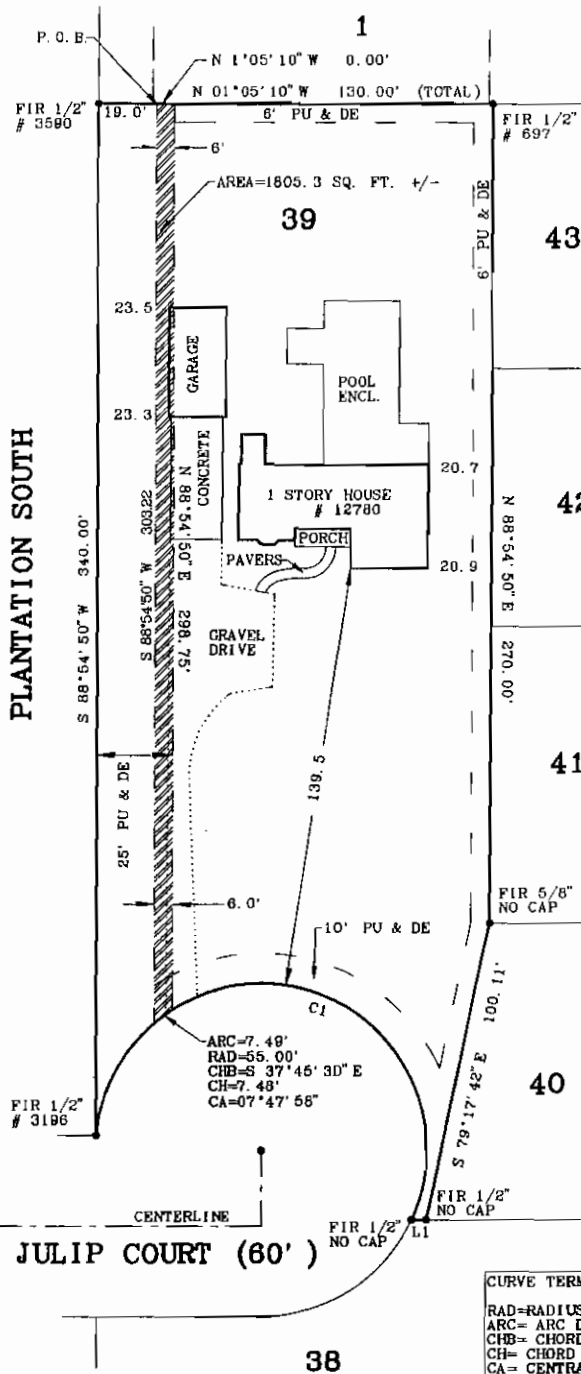 1
P.O.B.
N 1°05'10" W 0.00'
N 01°05'10" W 130.00' (TOTAL)
FIR 1/2"
# 3580
19.0'
6' PU & DE
FIR 1/2"
# 697
6'
AREA=1805.3 SQ. FT. +/-
39
6' PU & DE
43
23.5
GARAGE
POOL
ENCL.
23.3
CONCRETE
20.7
1 STORY HOUSE
# 12780
PORCH
PAVERS
20.9
42
N 88°54'50" E
270.00'
PLANTATION SOUTH
S 88°54'50" W 340.00'
S 88°54'50" W 303.22
N 88°54'50" E 298.75'
GRAVEL
DRIVE
139.5
41
25' PU & DE
6.0'
10' PU & DE
FIR 5/8"
NO CAP
C1
ARC=7.49'
RAD=55.00'
CHB=S 37°45'30" E
CH=7.48'
CA=07°47'58"
S 79°17'42" E 100.11'
40
FIR 1/2"
# 3196
CENTERLINE
FIR 1/2"
NO CAP
FIR 1/2"
NO CAP
L1
JULIP COURT (60')
38
CURVE TERM
RAD=RADIUS
ARC= ARC D
CHB= CHORD
CH= CHORD
CA= CENTRA